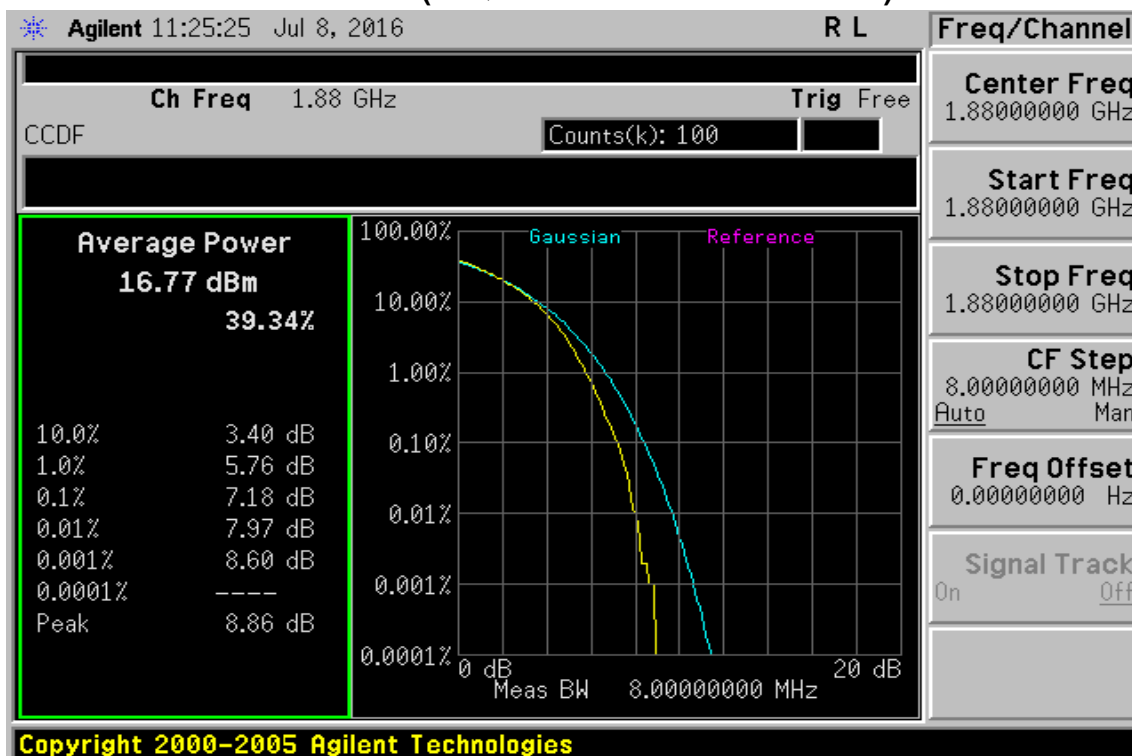 Agilent 11:25:25 Jul 8, 2016 R L
Ch Freq 1.88 GHz Trig Free
CCDF Counts(k): 100
Average Power
16.77 dBm
39.34%
10.0% 3.40 dB
1.0% 5.76 dB
0.1% 7.18 dB
0.01% 7.97 dB
0.001% 8.60 dB
0.0001% ----
Peak 8.86 dB
Gaussian Reference
100.00%
10.00%
1.00%
0.10%
0.01%
0.001%
0.0001%
0 dB 20 dB
Meas BW 8.00000000 MHz
Freq/Channel
Center Freq
1.88000000 GHz
Start Freq
1.88000000 GHz
Stop Freq
1.88000000 GHz
CF Step
8.00000000 MHz
Auto Man
Freq Offset
0.00000000 Hz
Signal Track
On Off
Copyright 2000-2005 Agilent Technologies